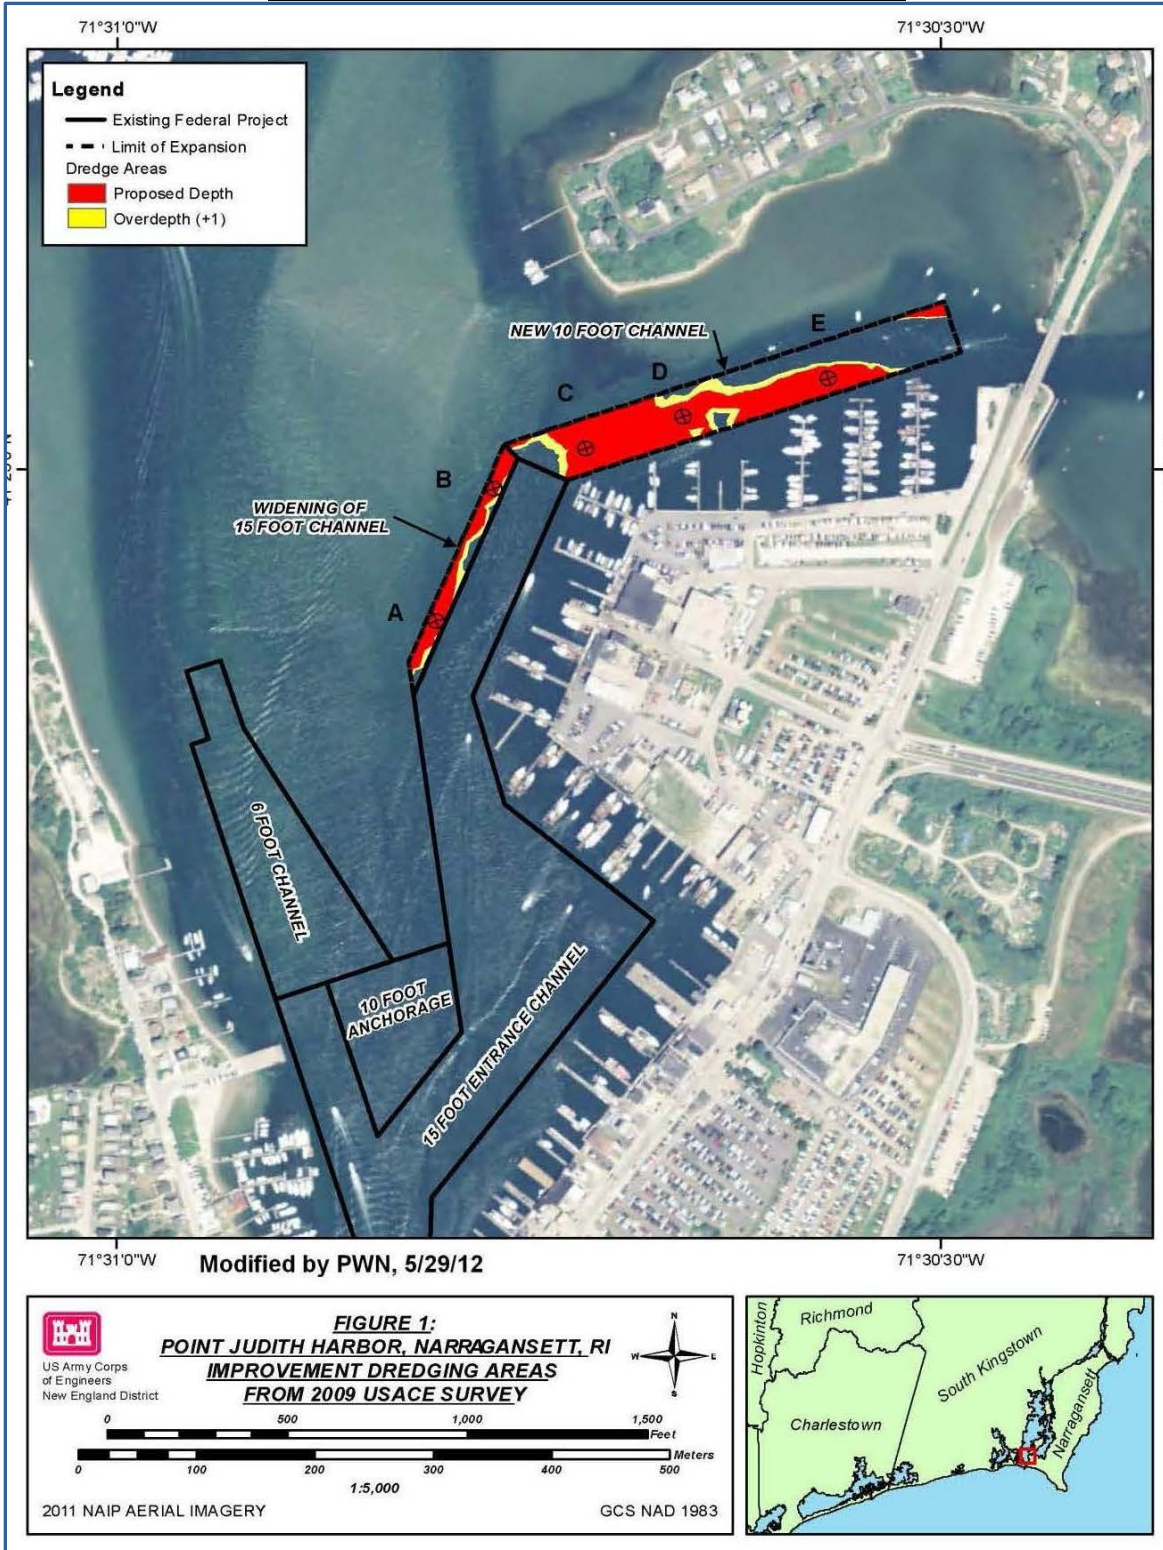 71°31'0"W
71°30'30"W
Legend
Existing Federal Project
Limit of Expansion
Dredge Areas
Proposed Depth
Overdepth (+1)
NEW 10 FOOT CHANNEL
E
D
C
B
WIDENING OF
15 FOOT CHANNEL
A
6 FOOT CHANNEL
10 FOOT
ANCHORAGE
15 FOOT ENTRANCE CHANNEL
71°31'0"W
71°30'30"W
Modified by PWN, 5/29/12
US Army Corps
of Engineers
New England District
FIGURE 1:
POINT JUDITH HARBOR, NARRAGANSETT, RI
IMPROVEMENT DREDGING AREAS
FROM 2009 USACE SURVEY
N
W
E
S
0 500 1,000 1,500
Feet
Meters
0 100 200 300 400 500
1:5,000
2011 NAIP AERIAL IMAGERY
GCS NAD 1983
Hopkinton
Richmond
South Kingstown
Charlestown
Narragansett